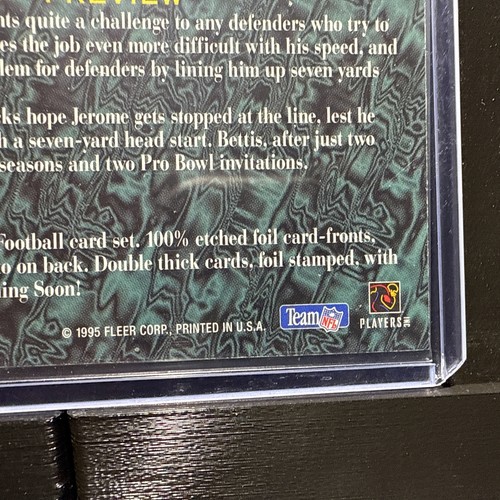 PREVIEW
nts quite a challenge to any defenders who try to
es the job even more difficult with his speed, and
lem for defenders by lining him up seven yards
cks hope Jerome gets stopped at the line, lest he
h a seven-yard head start. Bettis, after just two
seasons and two Pro Bowl invitations.
Football card set. 100% etched foil card-fronts,
o on back. Double thick cards, foil stamped, with
ing Soon!
© 1995 FLEER CORP., PRINTED IN U.S.A.
Team NFL
PLAYERS INC